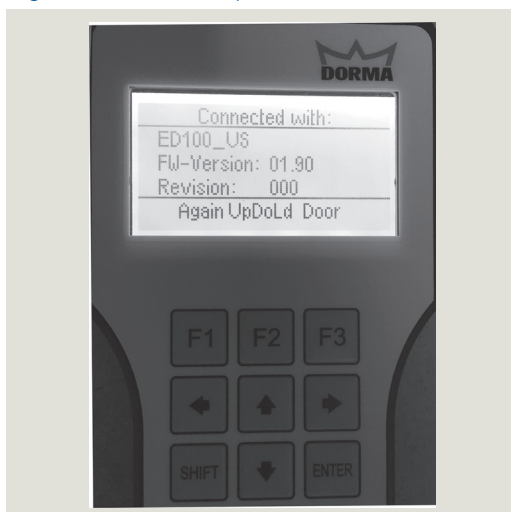 DORMA
Connected with:
ED100_US
FW-Version: 01.90
Revision: 000
Again UpDoLd Door
F1 F2 F3
SHIFT ENTER